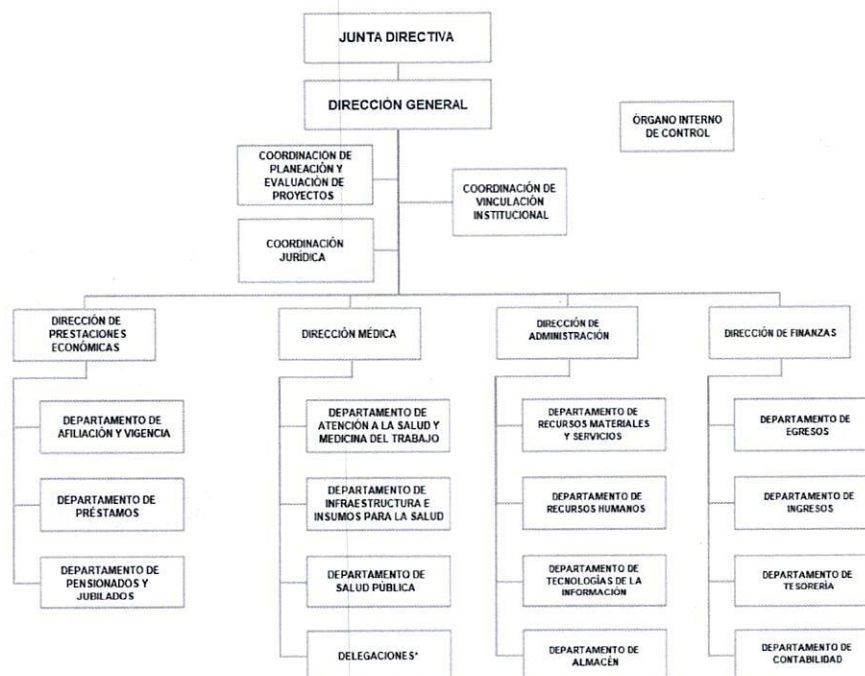 JUNTA DIRECTIVA
DIRECCIÓN GENERAL
ÓRGANO INTERNO
DE CONTROL
COORDINACIÓN DE
PLANEACIÓN Y
EVALUACIÓN DE
PROYECTOS
COORDINACIÓN DE
VINCULACIÓN
INSTITUCIONAL
COORDINACIÓN
JURÍDICA
DIRECCIÓN DE
PRESTACIONES
ECONÓMICAS
DIRECCIÓN MÉDICA
DIRECCIÓN DE
ADMINISTRACIÓN
DIRECCIÓN DE FINANZAS
DEPARTAMENTO DE
AFILIACIÓN Y VIGENCIA
DEPARTAMENTO DE
ATENCIÓN A LA SALUD Y
MEDICINA DEL TRABAJO
DEPARTAMENTO DE
RECURSOS MATERIALES
Y SERVICIOS
DEPARTAMENTO DE
EGRESOS
DEPARTAMENTO DE
PRÉSTAMOS
DEPARTAMENTO DE
INFRAESTRUCTURA E
INSUMOS PARA LA SALUD
DEPARTAMENTO DE
RECURSOS HUMANOS
DEPARTAMENTO DE
INGRESOS
DEPARTAMENTO DE
PENSIONADOS Y
JUBILADOS
DEPARTAMENTO DE
SALUD PÚBLICA
DEPARTAMENTO DE
TECNOLOGÍAS DE LA
INFORMACIÓN
DEPARTAMENTO DE
TESORERÍA
DELEGACIONES*
DEPARTAMENTO DE
ALMACÉN
DEPARTAMENTO DE
CONTABILIDAD